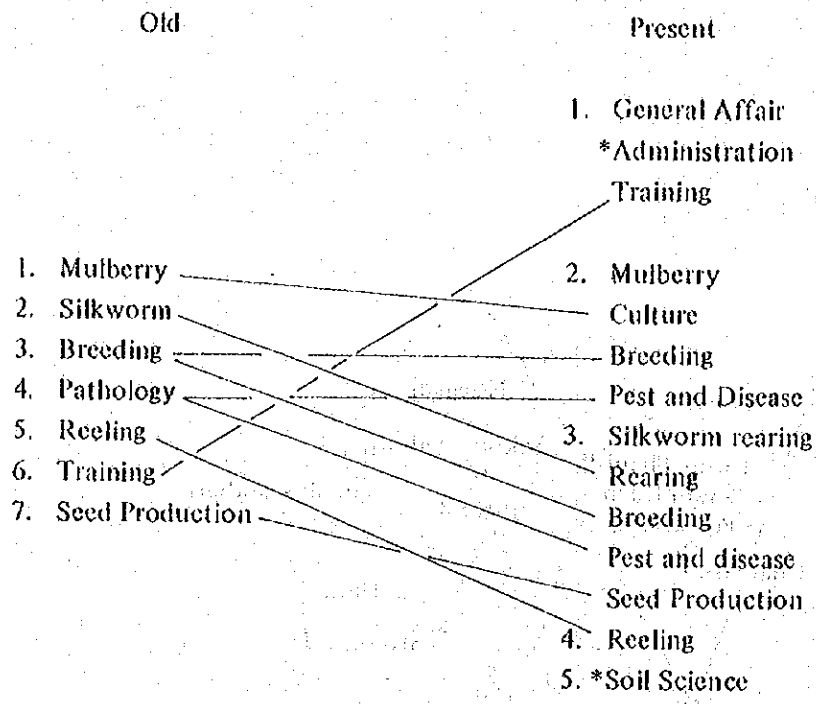 Old
Present
1. General Affair
*Administration
Training
1. Mulberry
2. Silkworm
3. Breeding
4. Pathology
5. Reeling
6. Training
7. Seed Production
2. Mulberry
Culture
Breeding
Pest and Disease
3. Silkworm rearing
Rearing
Breeding
Pest and disease
Seed Production
4. Reeling
5. *Soil Science